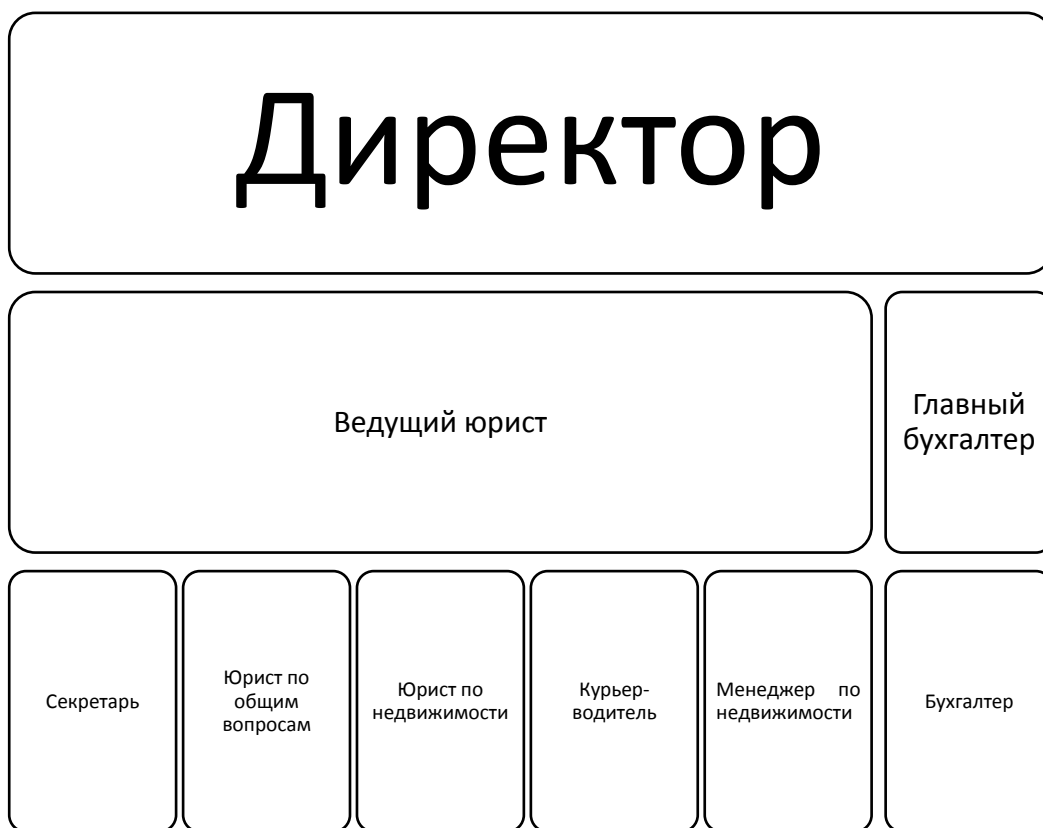 Директор
Ведущий юрист
Главный
бухгалтер
Секретарь
Юрист по
общим
вопросам
Юрист по
недвижимости
Курьер-
водитель
Менеджер по
недвижимости
Бухгалтер